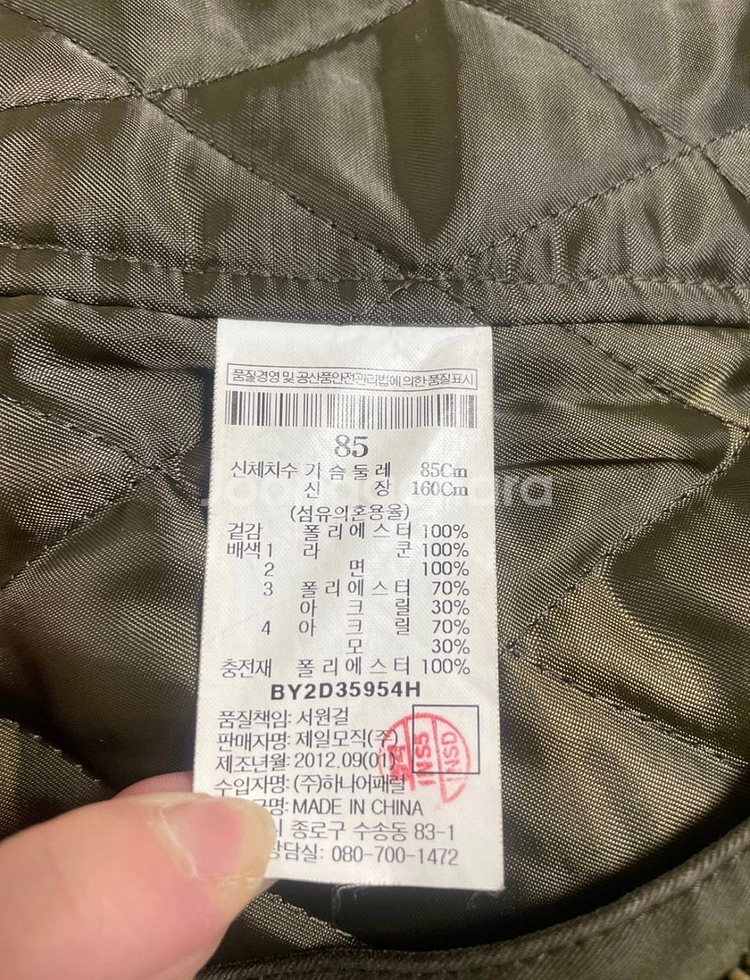 품질경영 및 공산품안전관리법에 의한 품질표시
85
신체치수 가 슴 둘 레 85Cm
신 장 160Cm
(섬유의혼용율)
겉감 폴 리 에 스 터 100%
배색 1 라 쿤 100%
2 면 100%
3 폴 리 에 스 터 70%
아 크 릴 30%
4 아 크 릴 70%
모 30%
충전재 폴 리 에 스 터 100%
BY2D35954H
품질책임: 서원걸
판매자명: 제일모직(주)
제조년월: 2012.09(01)
수입자명: (주)하나어패럴
MADE IN CHINA
종로구 수송동 83-1
080-700-1472
INSD